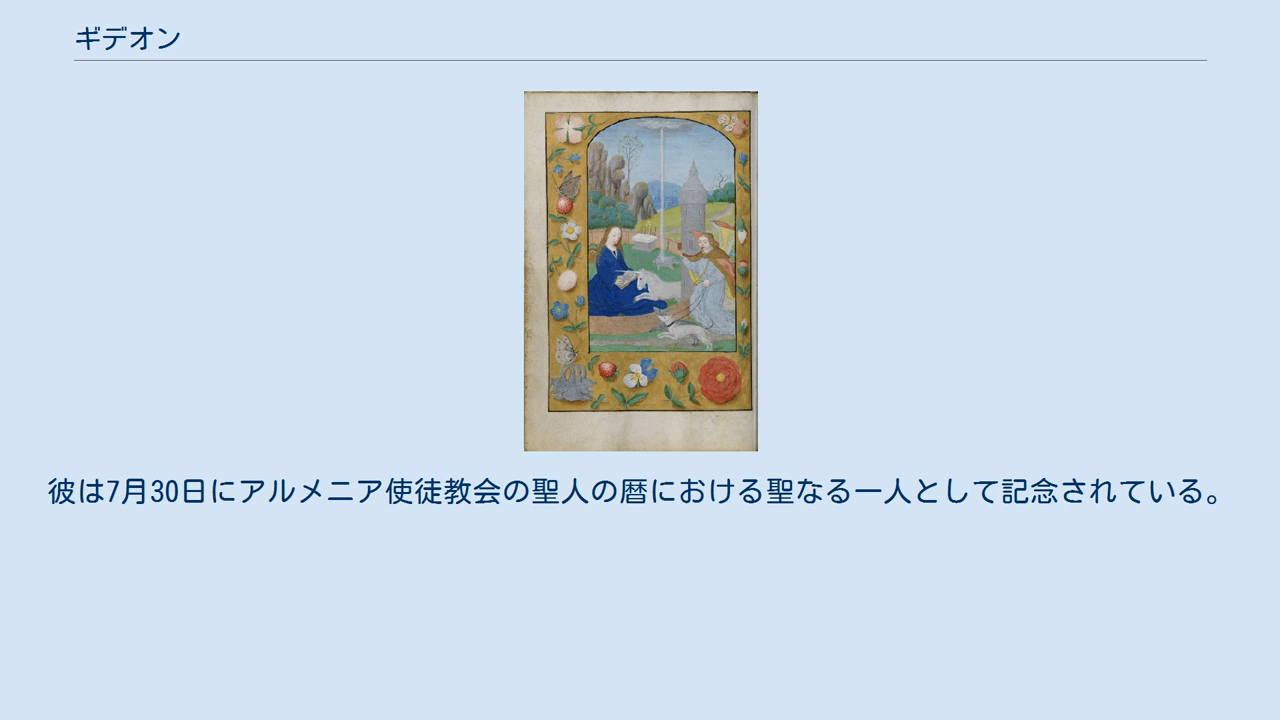 ギデオン
彼は7月30日にアルメニア使徒教会の聖人の暦における聖なる一人として記念されている。